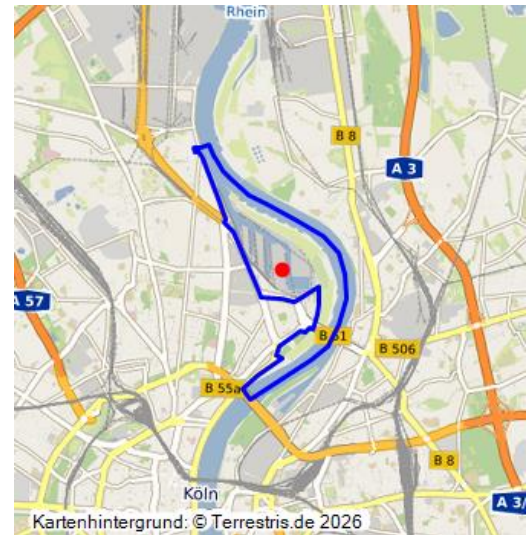 Rhein
B 8
A 3
A 57
B 51
B 506
B 55a
B 8
Köln
A 3/
Kartenhintergrund: © Terrestris.de 2026